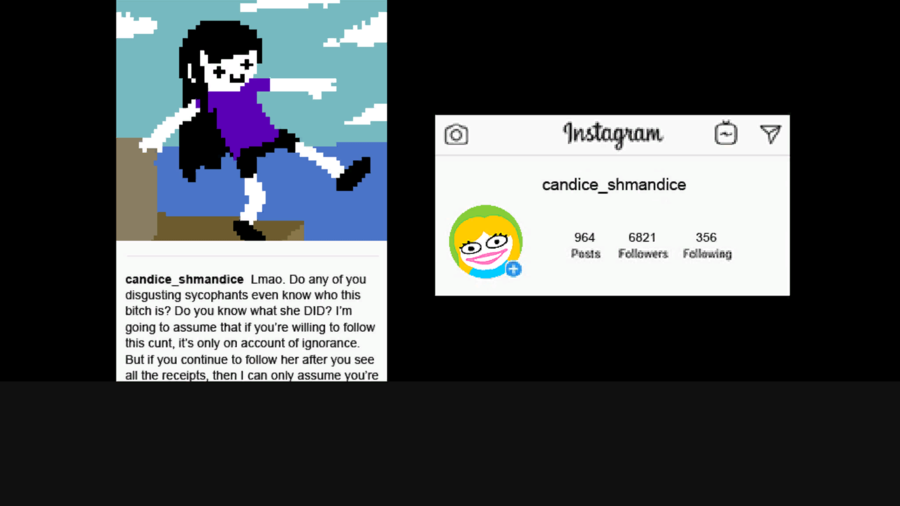 candice_shmandice Lmao. Do any of you
disgusting sycophants even know who this
bitch is? Do you know what she DID? I'm
going to assume that if you're willing to follow
this cunt, it's only on account of ignorance.
But if you continue to follow her after you see
all the receipts, then I can only assume you're
Instagram
candice_shmandice
964 6821 356
Posts Followers Following